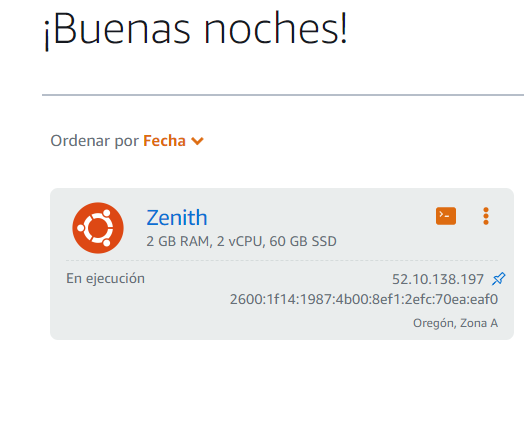 ¡Buenas noches!
Ordenar por Fecha
Zenith
2 GB RAM, 2 vCPU, 60 GB SSD
En ejecución
52.10.138.197
2600:1f14:1987:4b00:8ef1:2efc:70ea:eaf0
Oregón, Zona A